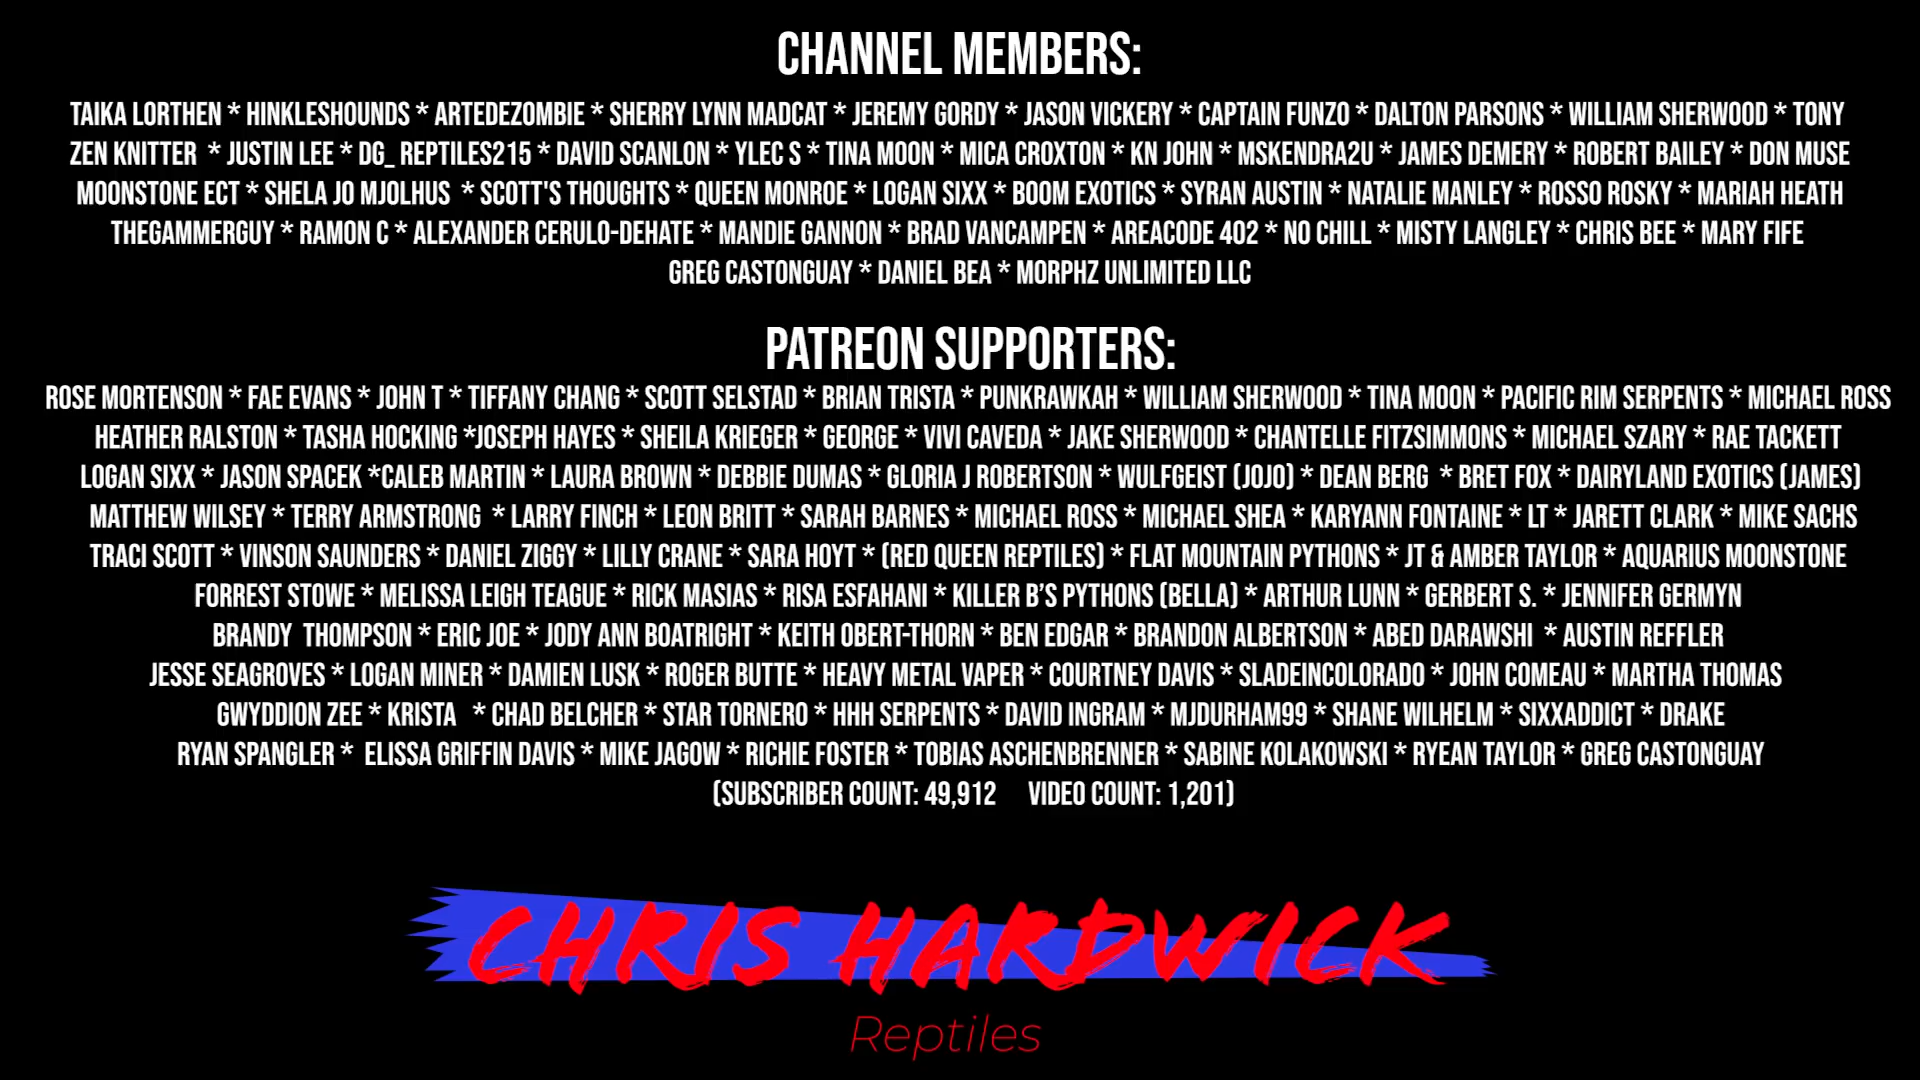 CHANNEL MEMBERS:
TAIKA LORTHEN * HINKLESHOUNDS * ARTEDEZOMBIE * SHERRY LYNN MADCAT * JEREMY GORDY * JASON VICKERY * CAPTAIN FUNZO * DALTON PARSONS * WILLIAM SHERWOOD * TONY
ZEN KNITTER * JUSTIN LEE * DG_ REPTILES215 * DAVID SCANLON * YLEC S * TINA MOON * MICA CROXTON * KN JOHN * MSKENDRA2U * JAMES DEMERY * ROBERT BAILEY * DON MUSE
MOONSTONE ECT * SHELA JO MJOLHUS * SCOTT'S THOUGHTS * QUEEN MONROE * LOGAN SIXX * BOOM EXOTICS * SYRAN AUSTIN * NATALIE MANLEY * ROSSO ROSKY * MARIAH HEATH
THEGAMMERGUY * RAMON C * ALEXANDER CERULO-DEHATE * MANDIE GANNON * BRAD VANCAMPEN * AREACODE 402 * NO CHILL * MISTY LANGLEY * CHRIS BEE * MARY FIFE
GREG CASTONGUAY * DANIEL BEA * MORPHZ UNLIMITED LLC
PATREON SUPPORTERS:
ROSE MORTENSON * FAE EVANS * JOHN T * TIFFANY CHANG * SCOTT SELSTAD * BRIAN TRISTA * PUNKRAWKAH * WILLIAM SHERWOOD * TINA MOON * PACIFIC RIM SERPENTS * MICHAEL ROSS
HEATHER RALSTON * TASHA HOCKING *JOSEPH HAYES * SHEILA KRIEGER * GEORGE * VIVI CAVEDA * JAKE SHERWOOD * CHANTELLE FITZSIMMONS * MICHAEL SZARY * RAE TACKETT
LOGAN SIXX * JASON SPACEK *CALEB MARTIN * LAURA BROWN * DEBBIE DUMAS * GLORIA J ROBERTSON * WULFGEIST (JOJO) * DEAN BERG * BRET FOX * DAIRYLAND EXOTICS (JAMES)
MATTHEW WILSEY * TERRY ARMSTRONG * LARRY FINCH * LEON BRITT * SARAH BARNES * MICHAEL ROSS * MICHAEL SHEA * KARYANN FONTAINE * LT * JARETT CLARK * MIKE SACHS
TRACI SCOTT * VINSON SAUNDERS * DANIEL ZIGGY * LILLY CRANE * SARA HOYT * (RED QUEEN REPTILES) * FLAT MOUNTAIN PYTHONS * JT & AMBER TAYLOR * AQUARIUS MOONSTONE
FORREST STOWE * MELISSA LEIGH TEAGUE * RICK MASIAS * RISA ESFAHANI * KILLER B’S PYTHONS (BELLA) * ARTHUR LUNN * GERBERT S. * JENNIFER GERMYN
BRANDY THOMPSON * ERIC JOE * JODY ANN BOATRIGHT * KEITH OBERT-THORN * BEN EDGAR * BRANDON ALBERTSON * ABED DARAWSHI * AUSTIN REFFLER
JESSE SEAGROVES * LOGAN MINER * DAMIEN LUSK * ROGER BUTTE * HEAVY METAL VAPER * COURTNEY DAVIS * SLADEINCOLORADO * JOHN COMEAU * MARTHA THOMAS
GWYDDION ZEE * KRISTA * CHAD BELCHER * STAR TORNERO * HHH SERPENTS * DAVID INGRAM * MJDURHAM99 * SHANE WILHELM * SIXXADDICT * DRAKE
RYAN SPANGLER * ELISSA GRIFFIN DAVIS * MIKE JAGOW * RICHIE FOSTER * TOBIAS ASCHENBRENNER * SABINE KOLAKOWSKI * RYEAN TAYLOR * GREG CASTONGUAY
(SUBSCRIBER COUNT: 49,912 VIDEO COUNT: 1,201)
CHRIS HARDWICK
Reptiles